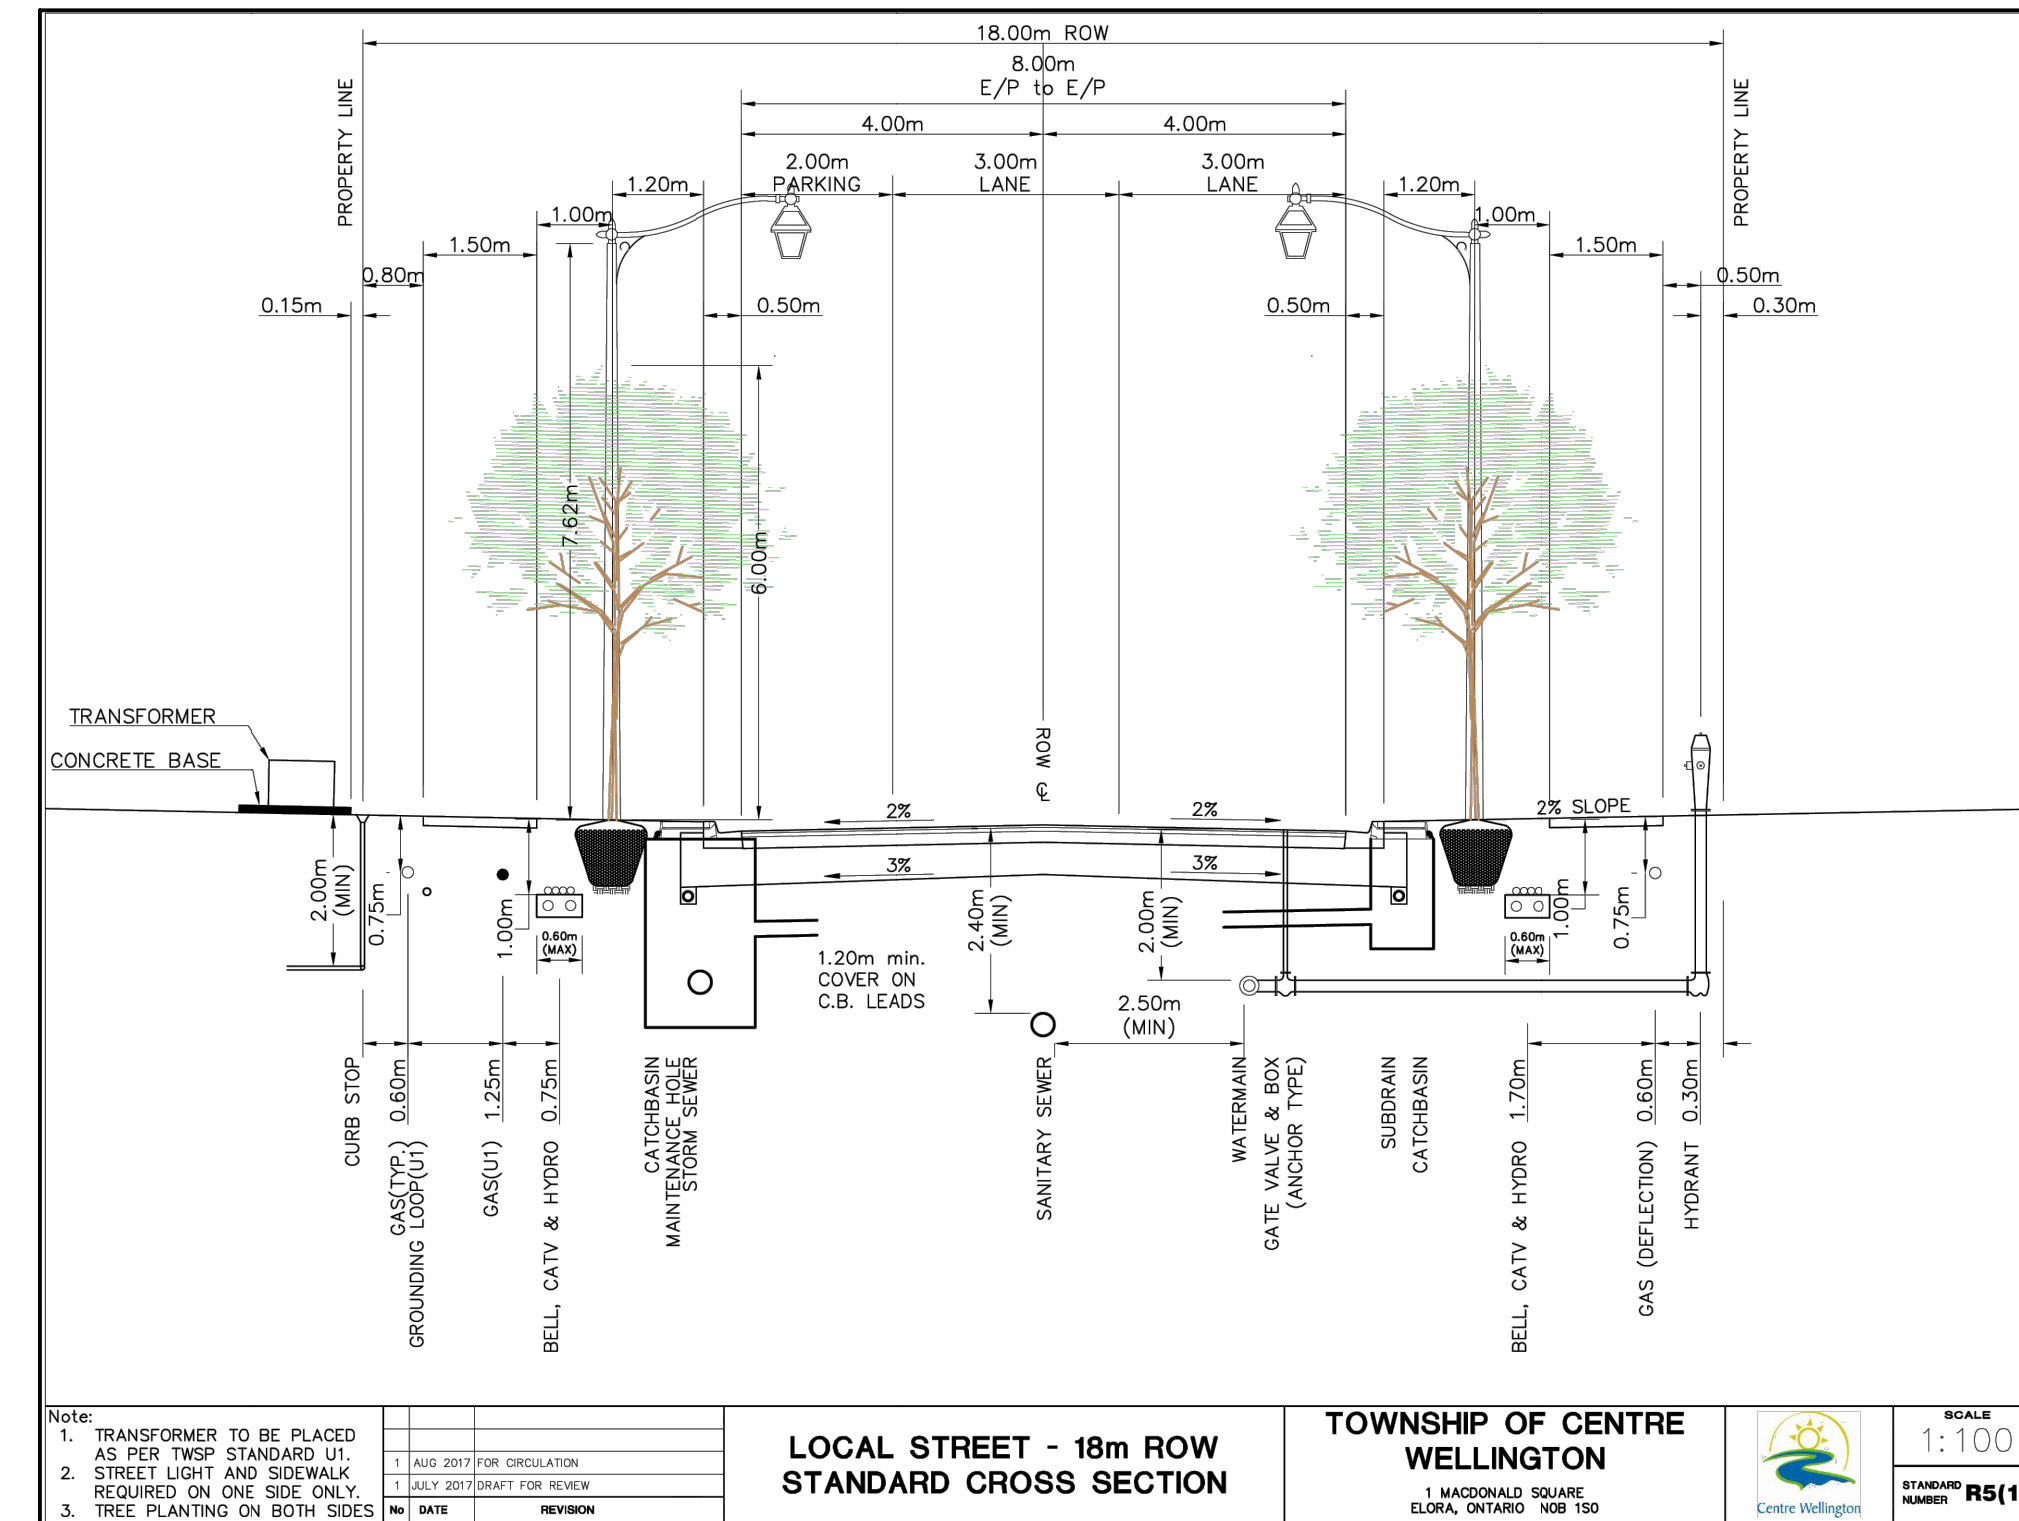 18.00m ROW
8.00m
E/P to E/P
4.00m
4.00m
PROPERTY LINE
PROPERTY LINE
2.00m
PARKING
3.00m
LANE
3.00m
LANE
1.20m
1.20m
1.00m
1.00m
1.50m
1.50m
0.80m
0.50m
0.15m
0.50m
0.50m
0.30m
7.62m
6.00m
TRANSFORMER
CONCRETE BASE
ROW ℄
2%
2%
2% SLOPE
3%
3%
2.00m
(MIN)
0.75m
1.00m
0.60m
(MAX)
2.40m
(MIN)
2.00m
(MIN)
0.60m
(MAX)
1.00m
0.75m
1.20m min.
COVER ON
C.B. LEADS
2.50m
(MIN)
CURB STOP
GAS(TYP.) 0.60m
GROUNDING LOOP(U1)
GAS(U1) 1.25m
BELL, CATV & HYDRO 0.75m
CATCHBASIN
MAINTENANCE HOLE
STORM SEWER
SANITARY SEWER
WATERMAIN
GATE VALVE & BOX
(ANCHOR TYPE)
SUBDRAIN
CATCHBASIN
BELL, CATV & HYDRO 1.70m
GAS (DEFLECTION) 0.60m
HYDRANT 0.30m
Note:
1. TRANSFORMER TO BE PLACED
AS PER TWSP STANDARD U1.
2. STREET LIGHT AND SIDEWALK
REQUIRED ON ONE SIDE ONLY.
3. TREE PLANTING ON BOTH SIDES
1 AUG 2017 FOR CIRCULATION
1 JULY 2017 DRAFT FOR REVIEW
No DATE REVISION
LOCAL STREET - 18m ROW
STANDARD CROSS SECTION
TOWNSHIP OF CENTRE
WELLINGTON
1 MACDONALD SQUARE
ELORA, ONTARIO N0B 1S0
Centre Wellington
SCALE
1:100
STANDARD
NUMBER R5(1